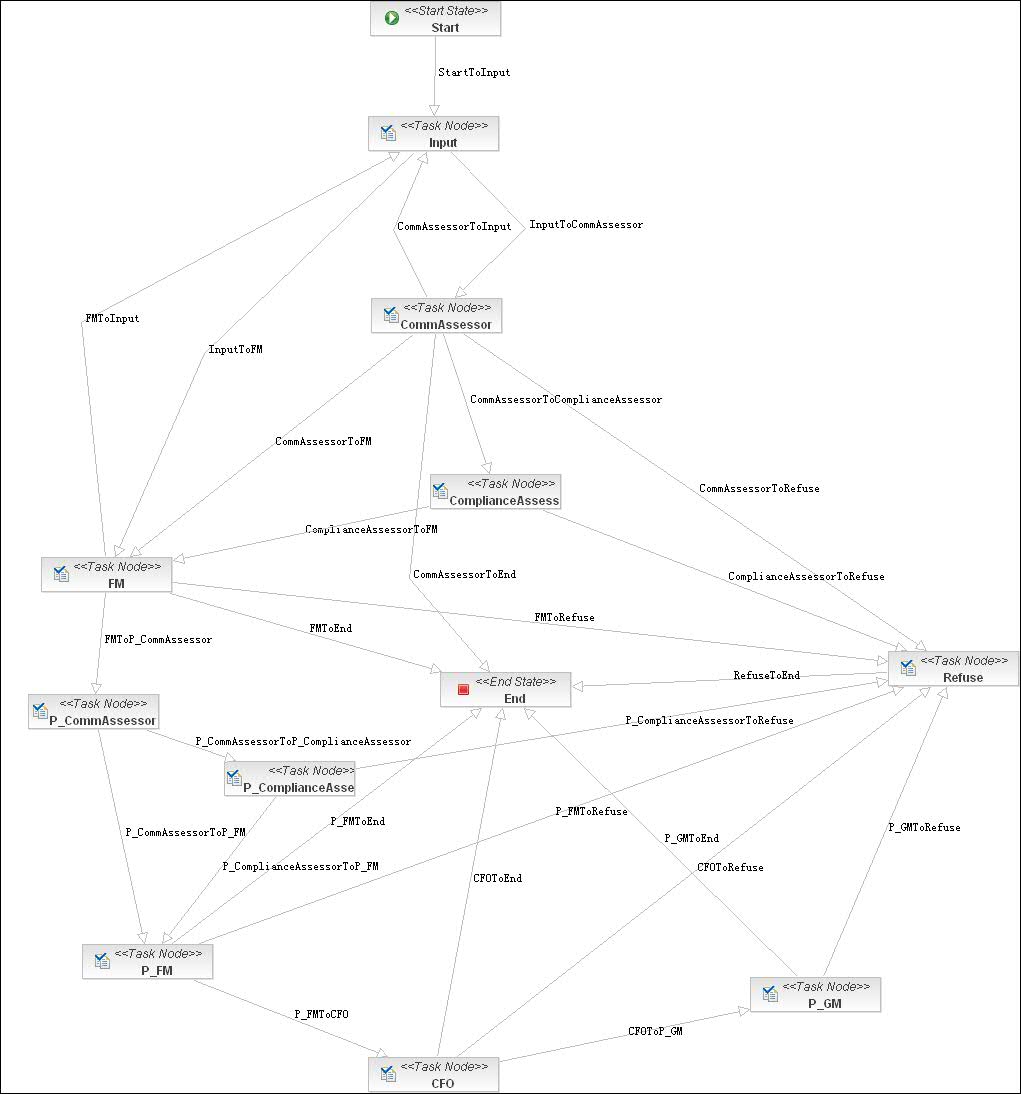 <<Start State>>
Start
StartToInput
<<Task Node>>
Input
CommAssessorToInput
InputToCommAssessor
<<Task Node>>
CommAssessor
FMToInput
InputToFM
CommAssessorToComplianceAssessor
CommAssessorToFM
<<Task Node>>
ComplianceAssess
CommAssessorToRefuse
ComplianceAssessorToFM
<<Task Node>>
FM
CommAssessorToEnd
ComplianceAssessorToRefuse
FMToP_CommAssessor
FMToEnd
FMToRefuse
<<Task Node>>
Refuse
RefuseToEnd
<<End State>>
End
<<Task Node>>
P_CommAssessor
P_ComplianceAssessorToRefuse
P_CommAssessorToP_ComplianceAssessor
<<Task Node>>
P_ComplianceAsse
P_FMToRefuse
P_FMToEnd
P_GMToRefuse
P_CommAssessorToP_FM
P_GMToEnd
P_ComplianceAssessorToP_FM
CFOToRefuse
CFOToEnd
<<Task Node>>
P_FM
<<Task Node>>
P_GM
P_FMToCFO
CFOToP_GM
<<Task Node>>
CFO